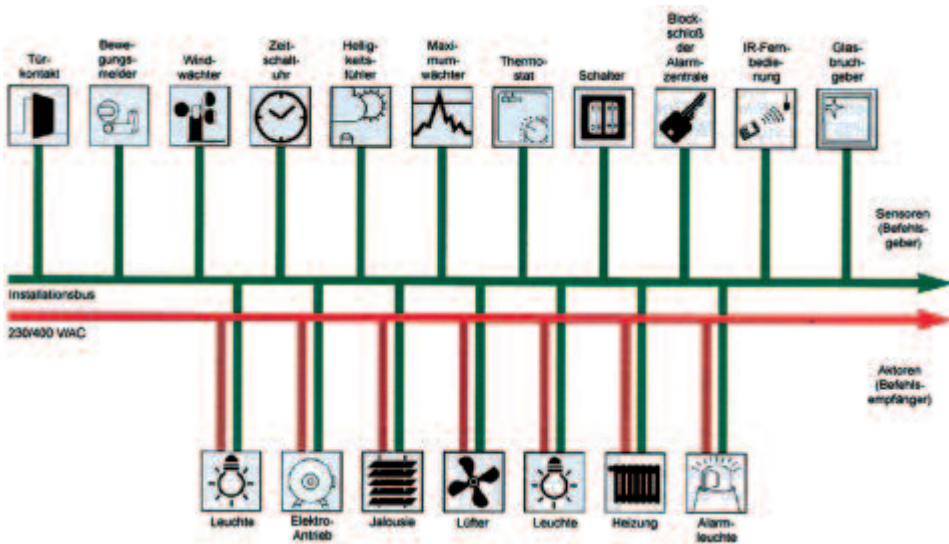 Tür-
kontakt
Bewe-
gungs-
melder
Wind-
wächter
Zeit-
schalt-
uhr
Hellig-
keits-
fühler
Maxi-
mum-
wächter
Thermo-
stat
Schalter
Block-
schloß
der
Alarm-
zentrale
IR-Fern-
bedie-
nung
Glas-
bruch-
geber
Sensoren
(Befehls-
geber)
Installationsbus
230/400 V/AC
Aktoren
(Befehls-
empfänger)
Leuchte
Elektro-
Antrieb
Jalousie
Lüfter
Leuchte
Heizung
Alarm-
leuchte